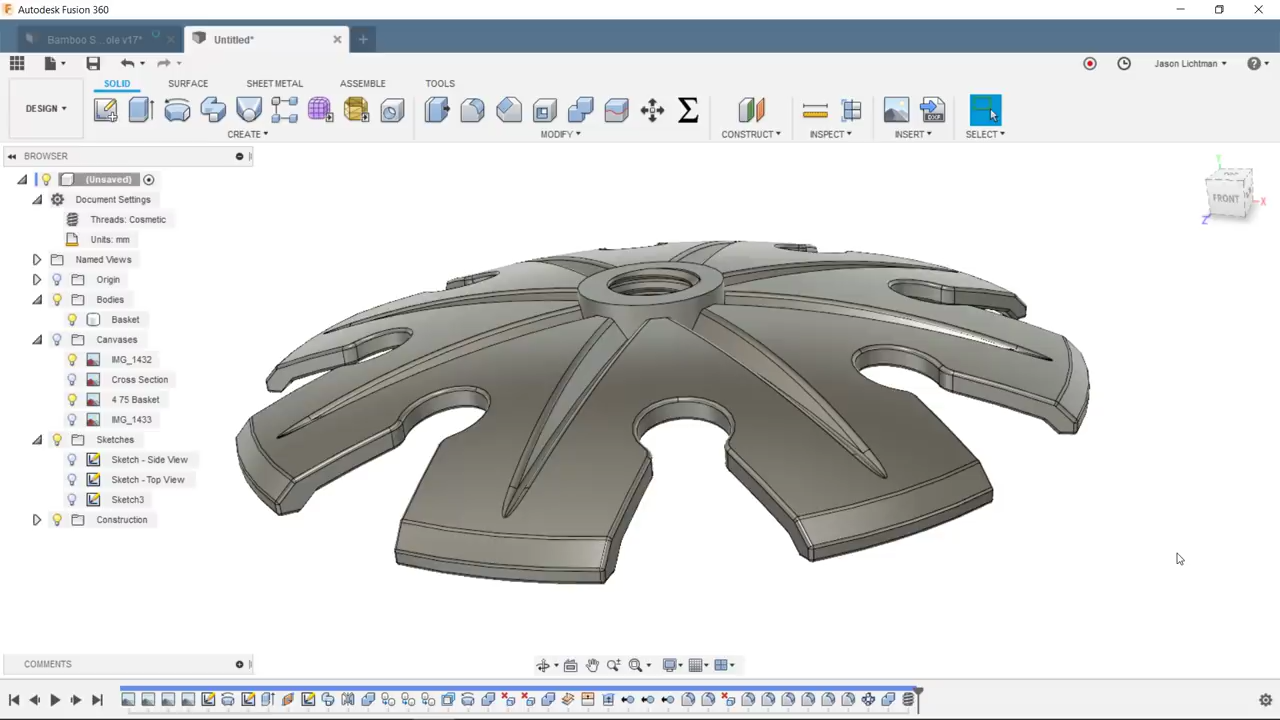 Autodesk Fusion 360
Bamboo S...ole v17*
Untitled*
Jason Lichtman
SOLID
SURFACE
SHEET METAL
ASSEMBLE
TOOLS
DESIGN
CREATE
MODIFY
CONSTRUCT
INSPECT
INSERT
SELECT
BROWSER
(Unsaved)
Document Settings
Threads: Cosmetic
Units: mm
Named Views
Origin
Bodies
Basket
Canvases
IMG_1432
Cross Section
4 75 Basket
IMG_1433
Sketches
Sketch - Side View
Sketch - Top View
Sketch3
Construction
Y
TOP
FRONT
X
Z
COMMENTS